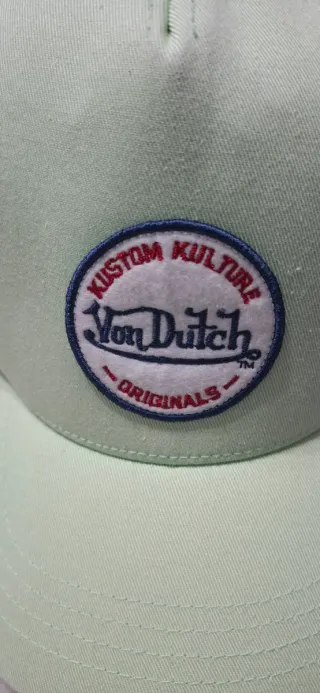 KUSTOM KULTURE
Von Dutch
TM
— ORIGINALS —